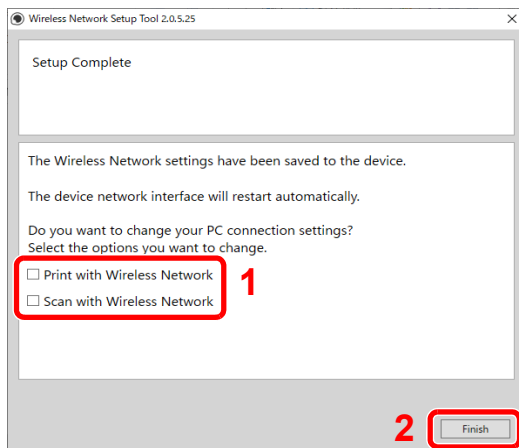 Wireless Network Setup Tool 2.0.5.25
Setup Complete
The Wireless Network settings have been saved to the device.
The device network interface will restart automatically.
Do you want to change your PC connection settings?
Select the options you want to change.
Print with Wireless Network
1
Scan with Wireless Network
2
Finish